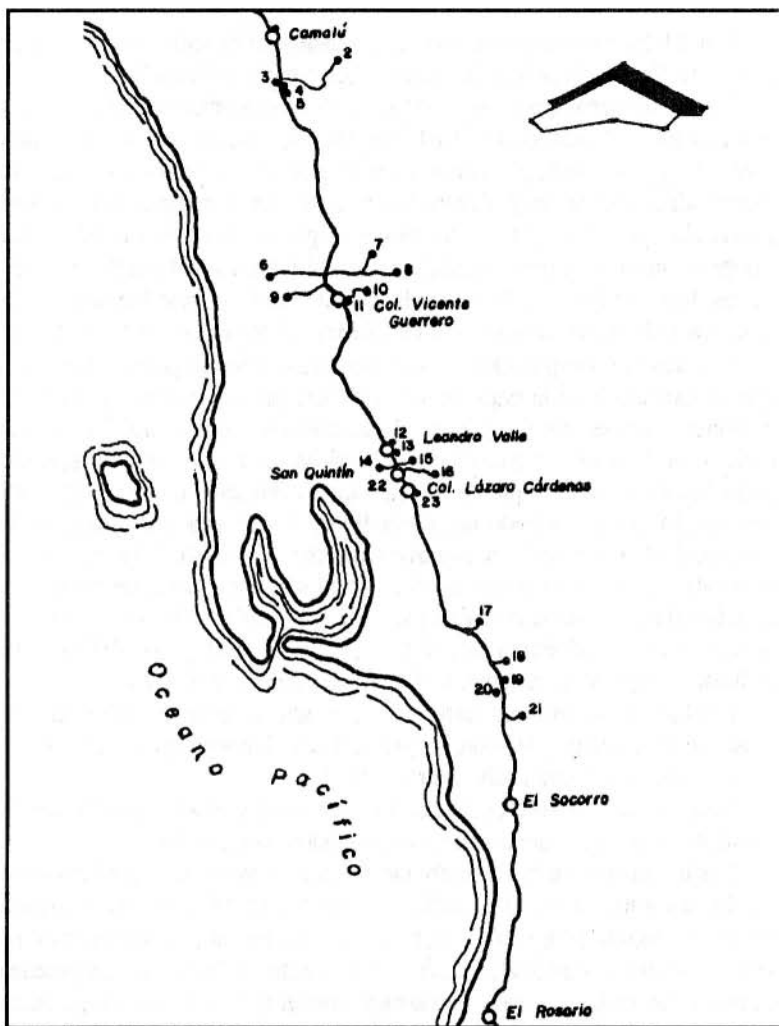 Camalú
2
3
4
5
7
6
8
9
10
11
Col. Vicente
Guerrero
12
Leandro Valle
13
14
15
San Quintín
16
22
Col. Lázaro Cárdenas
23
17
18
19
20
21
Oceano Pacífico
El Socorro
El Rosario